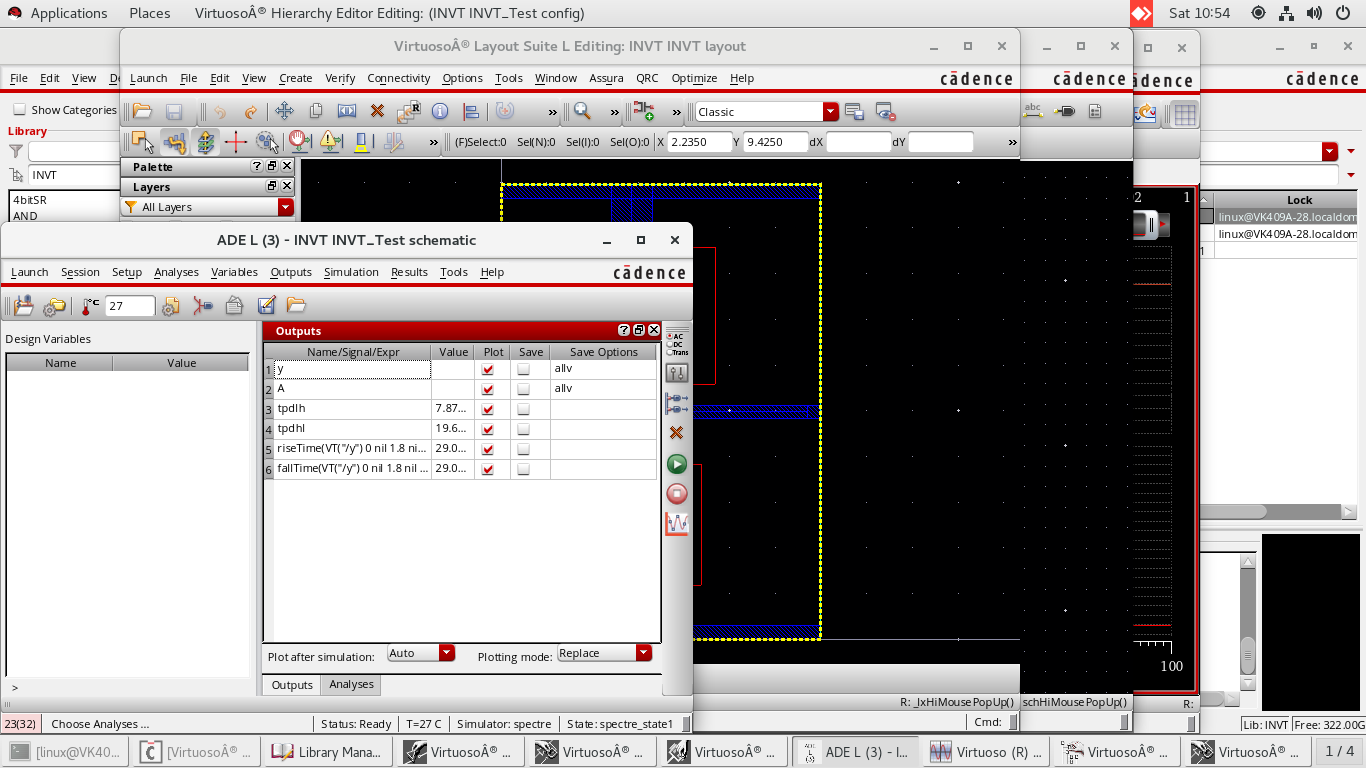 Applications Places VirtuosoÂ® Hierarchy Editor Editing: (INVT INVT_Test config) Sat 10:54
VirtuosoÂ® Layout Suite L Editing: INVT INVT layout
File Edit View De
Launch File Edit View Create Verify Connectivity Options Tools Window Assura QRC Optimize Help cādence cādence cādence cādence
Show Categories
Classic
Library
(F)Select:0 Sel(N):0 Sel(I):0 Sel(O):0 X 2.2350 Y 9.4250 dX dY
INVT
Palette
Layers
All Layers
4bitSR
AND
02 1
Lock
linux@VK409A-28.localdom
linux@VK409A-28.localdom
1
ADE L (3) - INVT INVT_Test schematic
Launch Session Setup Analyses Variables Outputs Simulation Results Tools Help cādence
°C 27
Design Variables
Name Value
Outputs
Name/Signal/Expr Value Plot Save Save Options
1 y allv
2 A allv
3 tpdlh 7.87...
4 tpdhl 19.6...
5 riseTime(VT("/y") 0 nil 1.8 ni... 29.0...
6 fallTime(VT("/y") 0 nil 1.8 nil ... 29.0...
AC
DC
Trans
Plot after simulation: Auto Plotting mode: Replace
Outputs Analyses
>
100
R: _lxHiMousePopUp() schHiMousePopUp() R:
23(32) Choose Analyses ... Status: Ready T=27 C Simulator: spectre State: spectre_state1 Cmd: Lib: INVT Free: 322.00G
[linux@VK40... [VirtuosoÂ® ... Library Mana... VirtuosoÂ® ... VirtuosoÂ® ... VirtuosoÂ® ... ADE L (3) - I... Virtuoso (R) ... VirtuosoÂ® ... VirtuosoÂ® ... 1 / 4